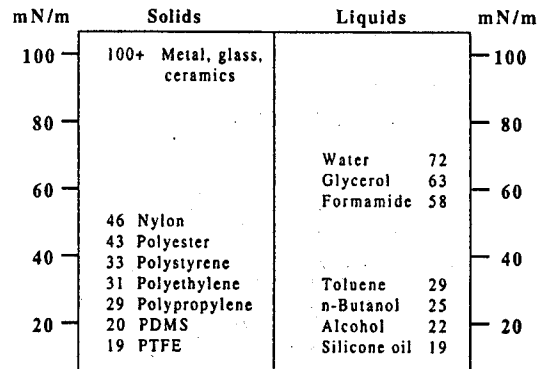 mN/m Solids Liquids mN/m
100 100+ Metal, glass, 100
ceramics
80 80
Water 72
60 Glycerol 63 60
Formamide 58
46 Nylon
43 Polyester
40 33 Polystyrene 40
31 Polyethylene Toluene 29
29 Polypropylene n-Butanol 25
20 20 PDMS Alcohol 22 20
19 PTFE Silicone oil 19